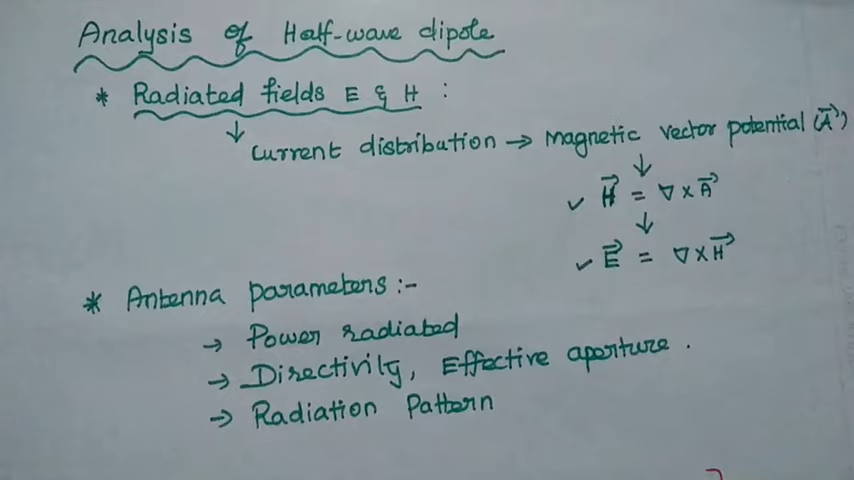 Analysis of Half-wave dipole
* Radiated fields E & H :
↓ Current distribution → Magnetic vector potential (A⃗)
↓
✓ H⃗ = ∇ × A⃗
↓
✓ E⃗ = ∇ × H⃗
* Antenna parameters :-
→ Power radiated
→ Directivity, Effective aperture .
→ Radiation Pattern